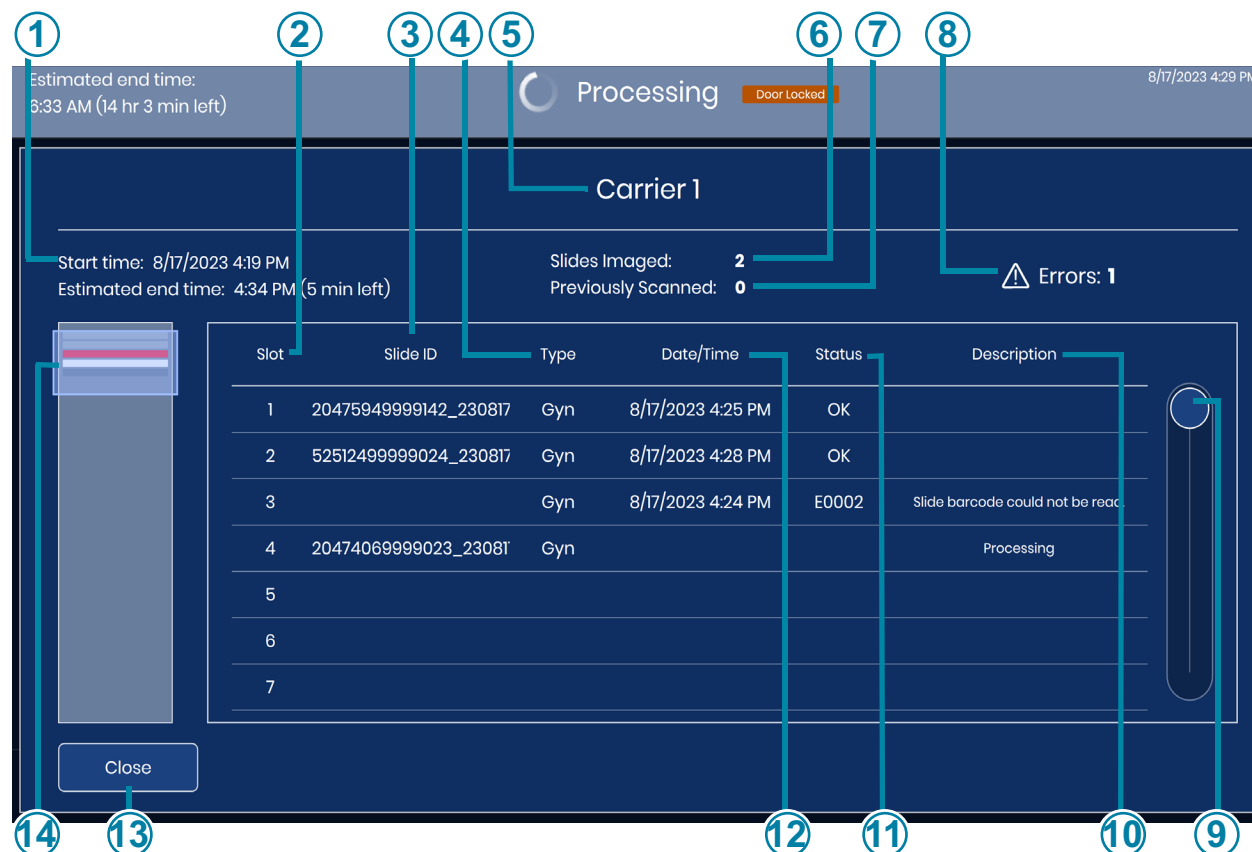 1 2 3 4 5 6 7 8
Estimated end time:
6:33 AM (14 hr 3 min left)
Processing
Door Locked
8/17/2023 4:29 PM
Carrier 1
Start time: 8/17/2023 4:19 PM
Estimated end time: 4:34 PM (5 min left)
Slides Imaged: 2
Previously Scanned: 0
Errors: 1
Slot Slide ID Type Date/Time Status Description
1 20475949999142_230817 Gyn 8/17/2023 4:25 PM OK
2 52512499999024_230817 Gyn 8/17/2023 4:28 PM OK
3 Gyn 8/17/2023 4:24 PM E0002 Slide barcode could not be read.
4 20474069999023_23081 Gyn Processing
5
6
7
Close
14 13 12 11 10 9